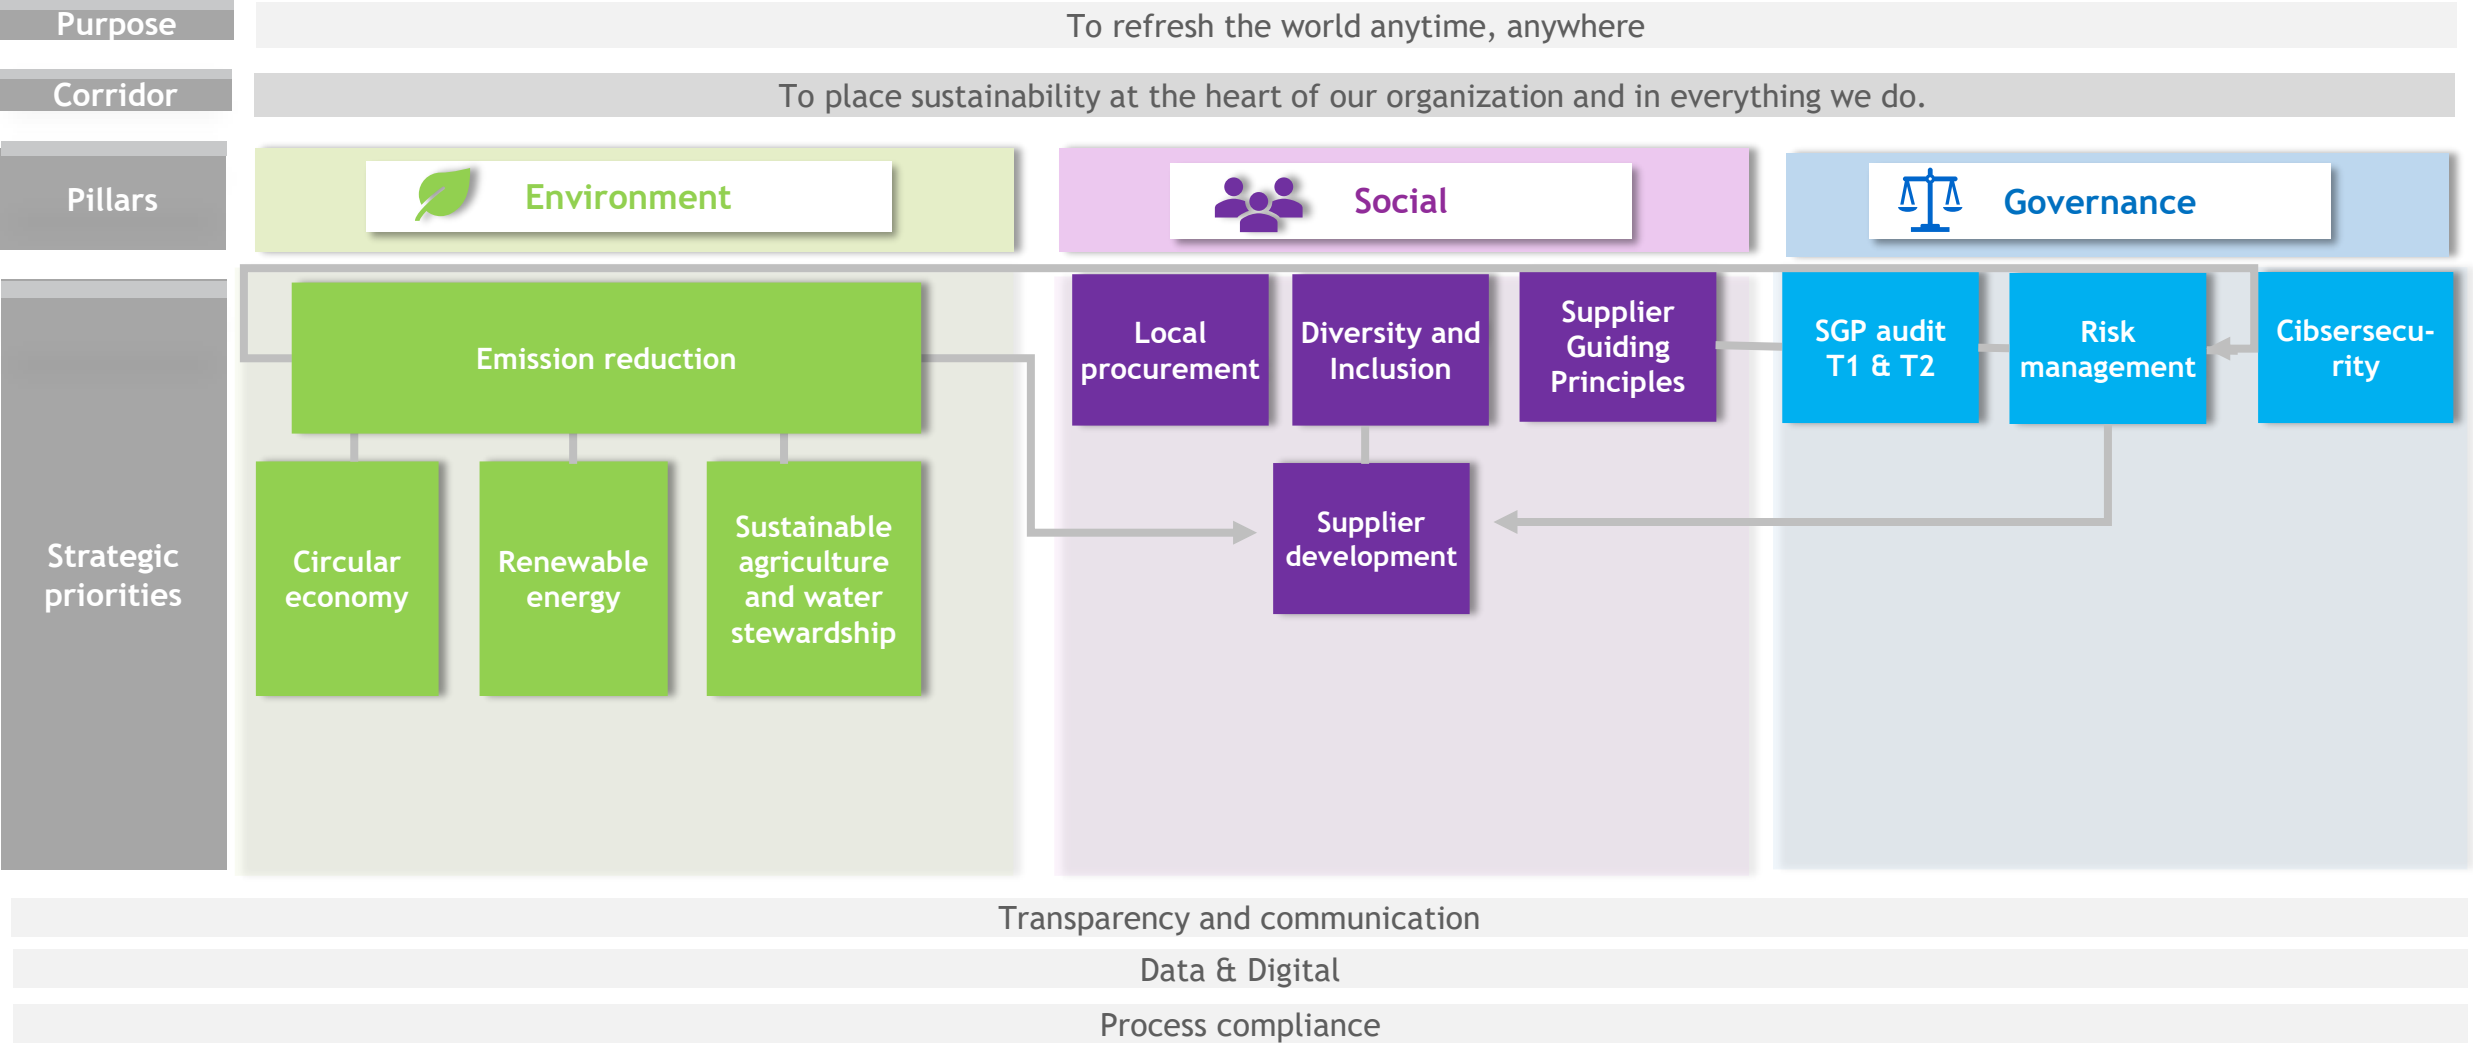 Purpose
To refresh the world anytime, anywhere
Corridor
To place sustainability at the heart of our organization and in everything we do.
Pillars
Environment
Social
Governance
Strategic
priorities
Emission reduction
Circular
economy
Renewable
energy
Sustainable
agriculture
and water
stewardship
Local
procurement
Diversity and
Inclusion
Supplier
Guiding
Principles
Supplier
development
SGP audit
T1 & T2
Risk
management
Cibsersecu-
rity
Transparency and communication
Data & Digital
Process compliance